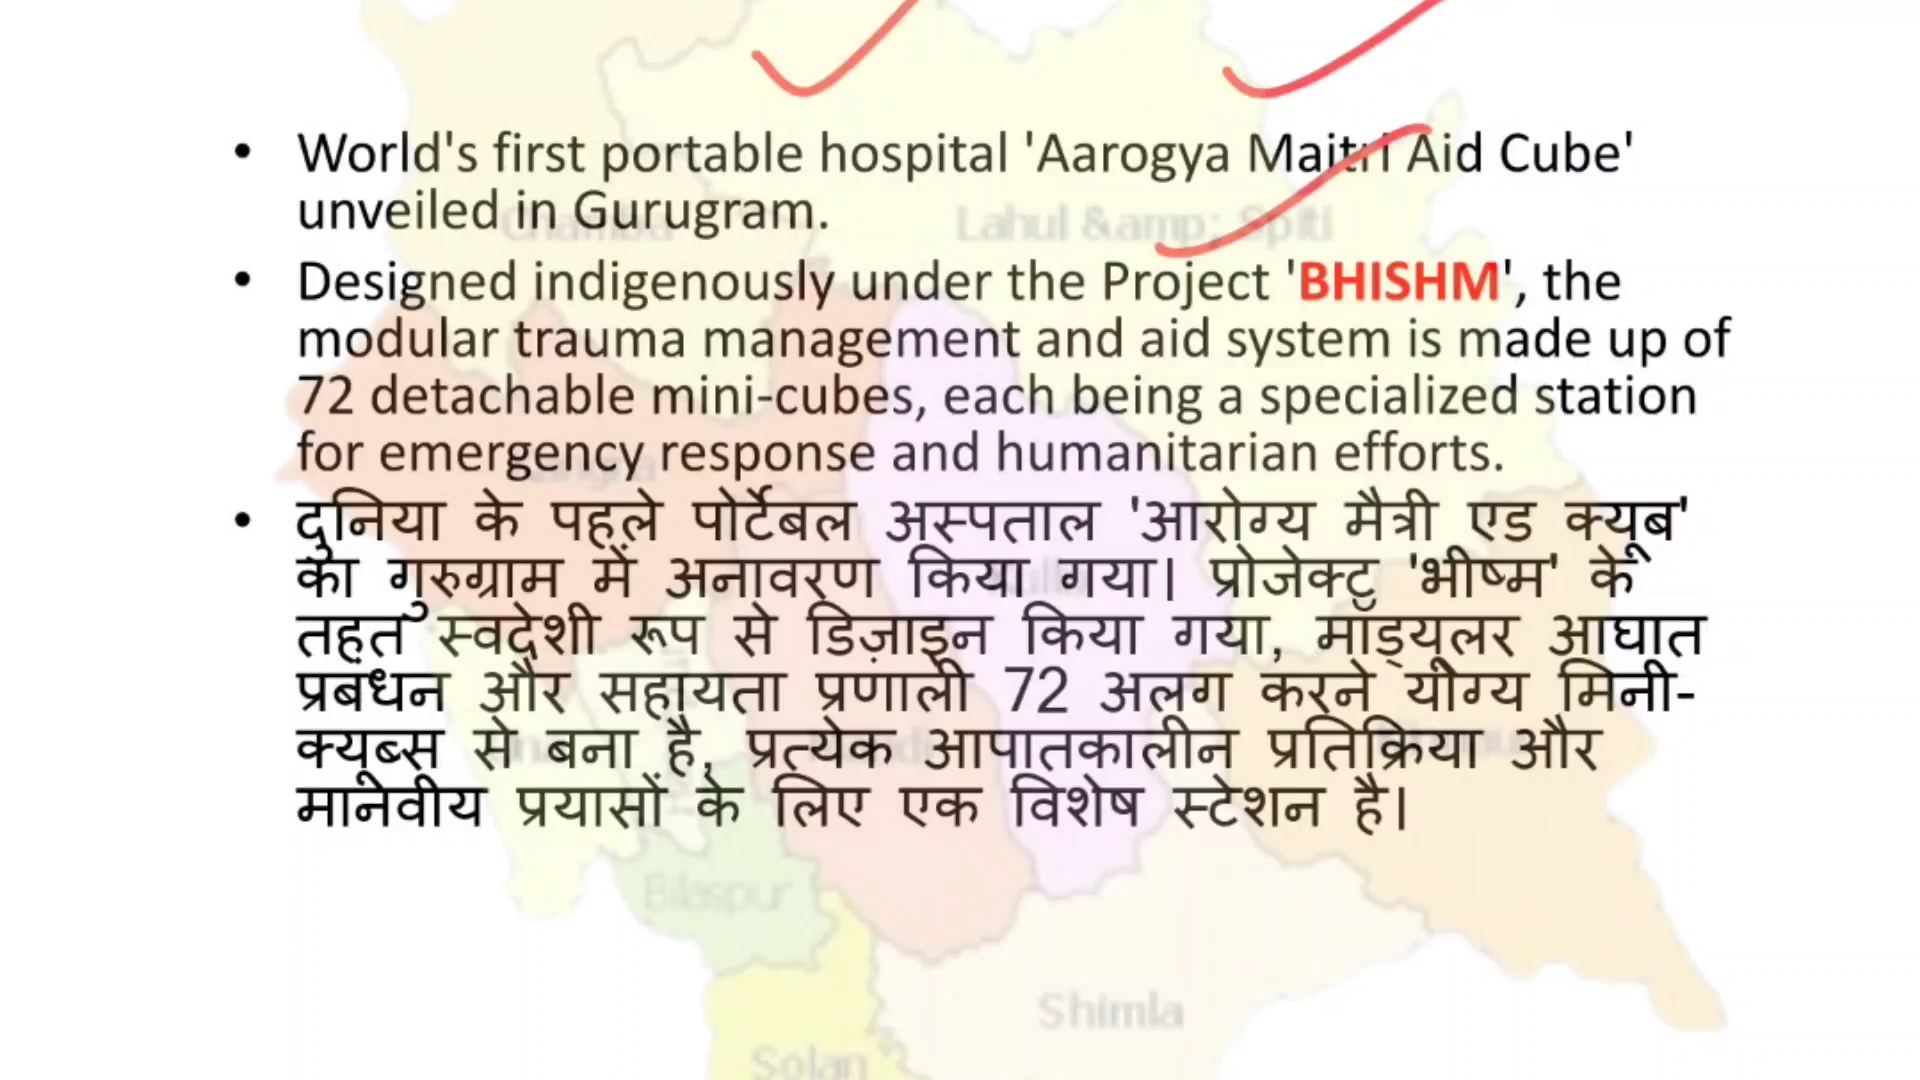 • World's first portable hospital 'Aarogya Maitri Aid Cube'
unveiled in Gurugram.
• Designed indigenously under the Project 'BHISHM', the
modular trauma management and aid system is made up of
72 detachable mini-cubes, each being a specialized station
for emergency response and humanitarian efforts.
• दुनिया के पहले पोर्टेबल अस्पताल 'आरोग्य मैत्री एड क्यूब'
का गुरुग्राम में अनावरण किया गया। प्रोजेक्ट 'भीष्म' के
तहत स्वदेशी रूप से डिज़ाइन किया गया, मॉड्यूलर आघात
प्रबंधन और सहायता प्रणाली 72 अलग करने योग्य मिनी-
क्यूब्स से बना है, प्रत्येक आपातकालीन प्रतिक्रिया और
मानवीय प्रयासों के लिए एक विशेष स्टेशन है।
Chamba
Lahul &amp; Spiti
Bilaspur
Shimla
Solan